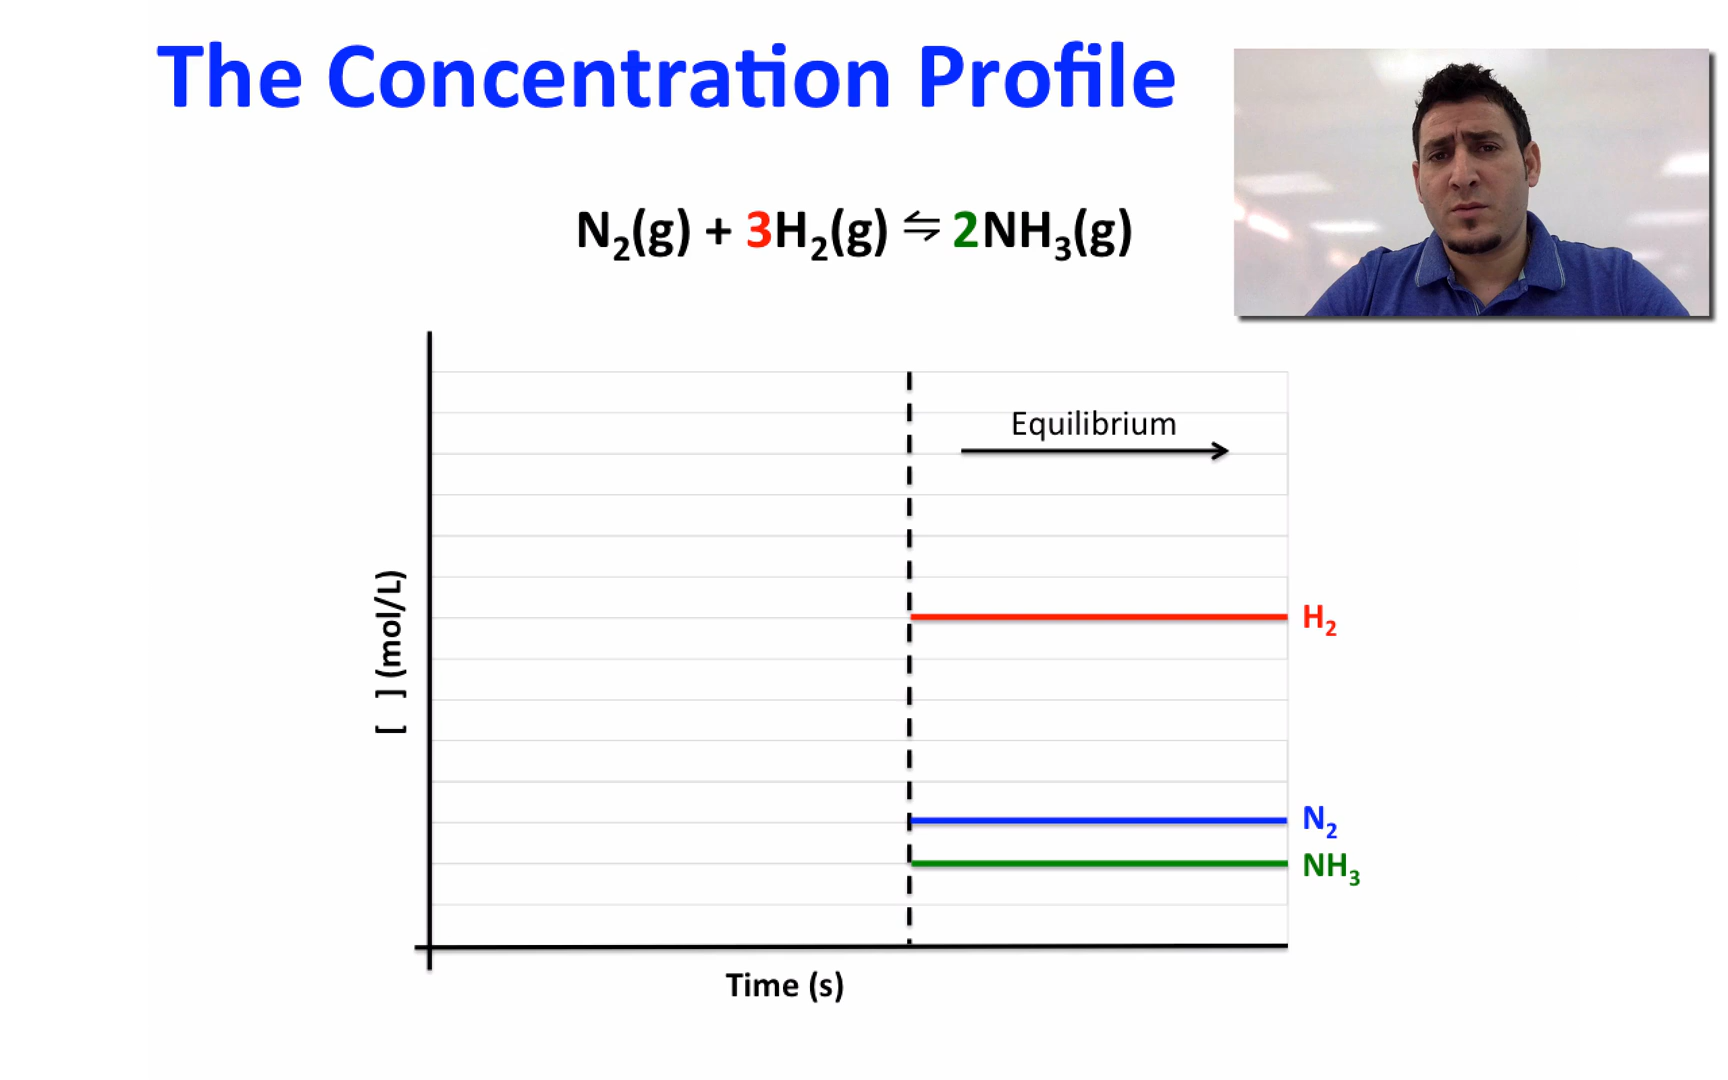 The Concentration Profile
N₂(g) + 3H₂(g) ⇋ 2NH₃(g)
Equilibrium
[ ] (mol/L)
H₂
N₂
NH₃
Time (s)